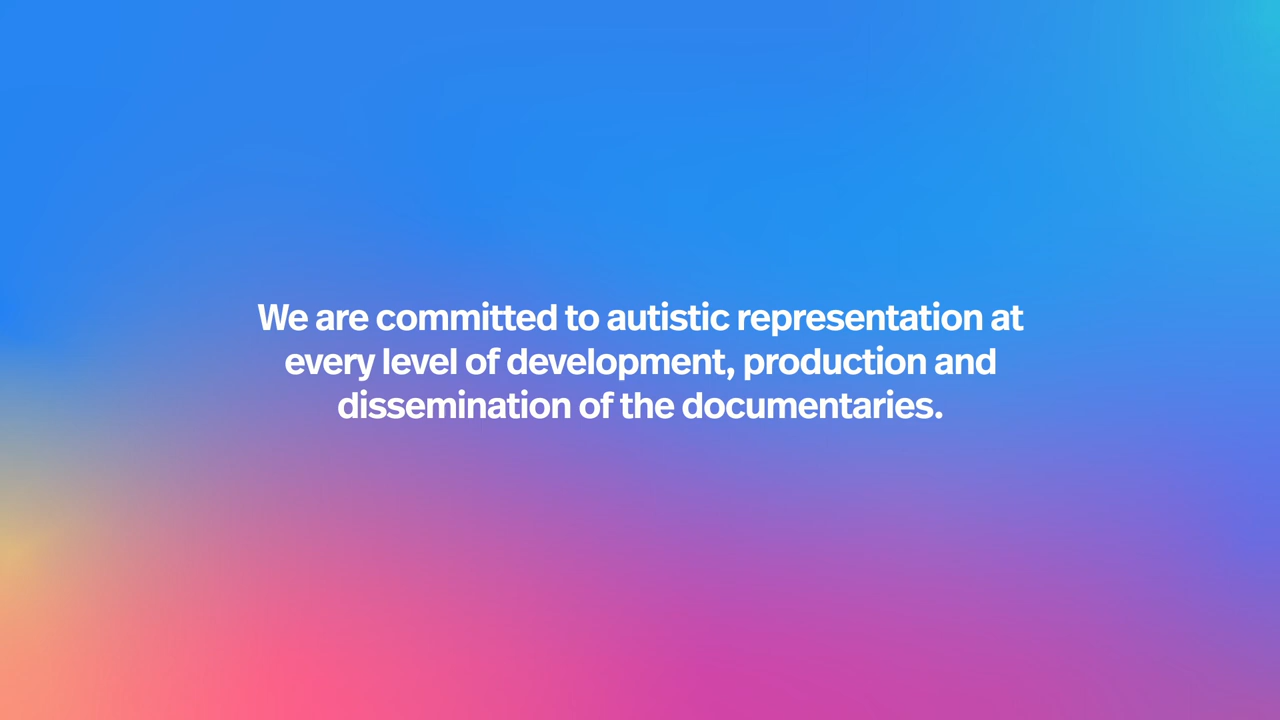 We are committed to autistic representation at
every level of development, production and
dissemination of the documentaries.